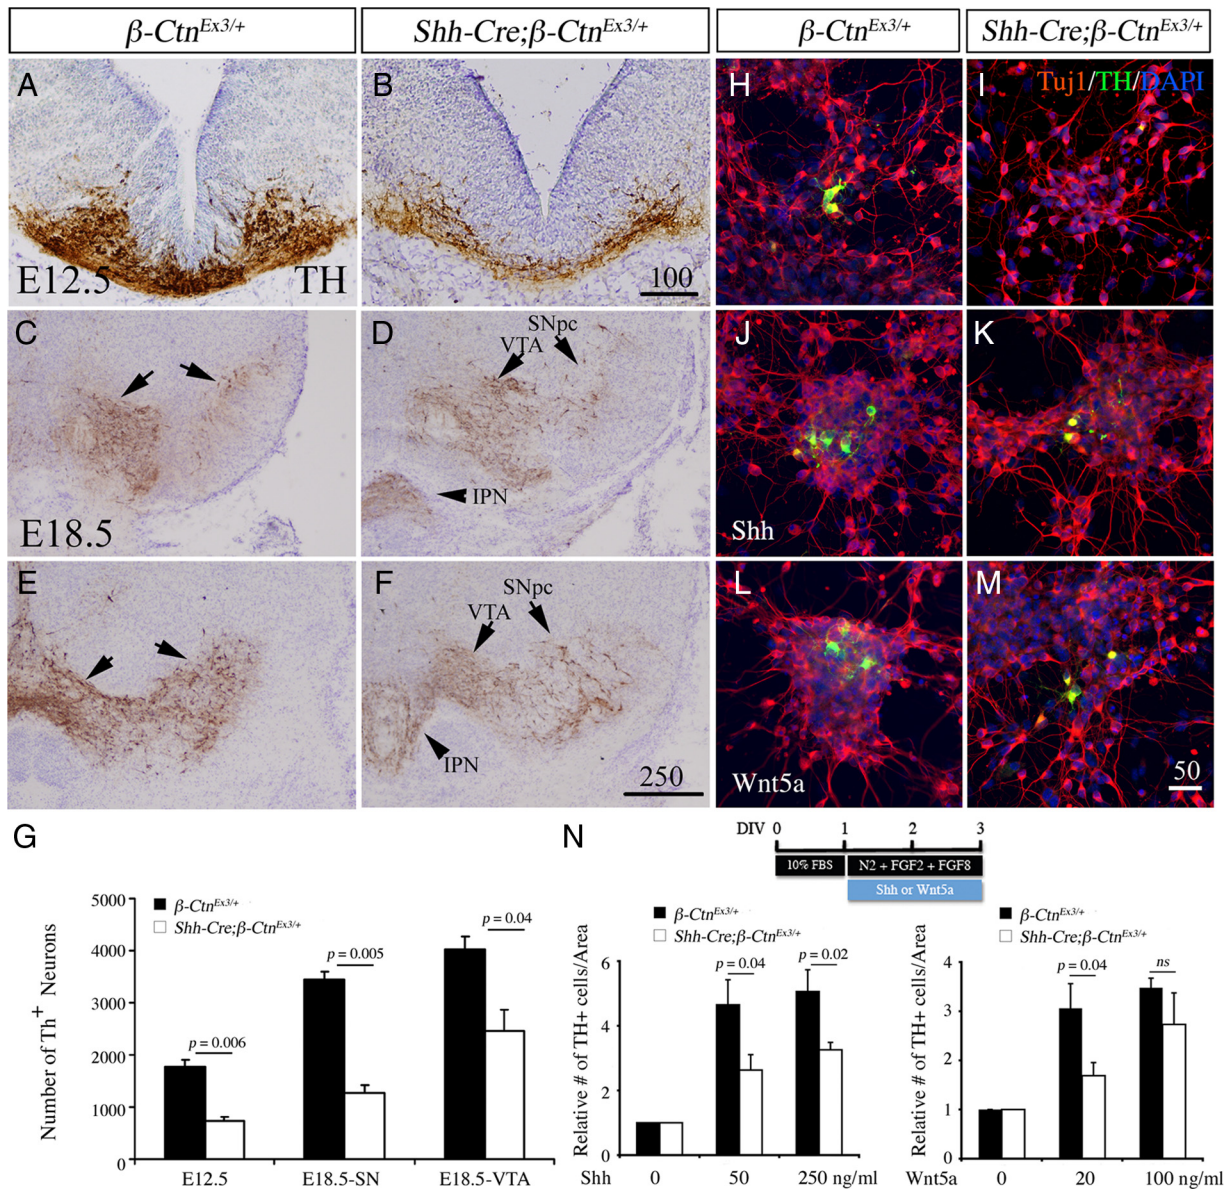 β-Ctn^Ex3/+ Shh-Cre;β-Ctn^Ex3/+ β-Ctn^Ex3/+ Shh-Cre;β-Ctn^Ex3/+
A B H I Tuj1/TH/DAPI
E12.5 TH 100
C D SNpc J K
VTA
IPN
E18.5 Shh
E F SNpc L M
VTA
IPN
250 Wnt5a 50
G N
DIV 0 1 2 3
10% FBS N2 + FGF2 + FGF8
Shh or Wnt5a
Number of Th+ Neurons
5000
4000
3000
2000
1000
0
β-Ctn^Ex3/+
Shh-Cre;β-Ctn^Ex3/+
p = 0.006
p = 0.005
p = 0.04
E12.5 E18.5-SN E18.5-VTA
Relative # of TH+ cells/Area
6
4
2
0
β-Ctn^Ex3/+
Shh-Cre;β-Ctn^Ex3/+
p = 0.04
p = 0.02
Shh 0 50 250 ng/ml
Relative # of TH+ cells/Area
4
3
2
1
0
β-Ctn^Ex3/+
Shh-Cre;β-Ctn^Ex3/+
p = 0.04
ns
Wnt5a 0 20 100 ng/ml